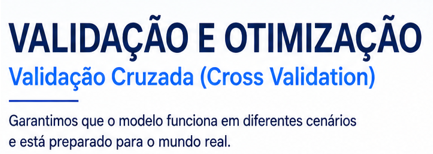 VALIDAÇÃO E OTIMIZAÇÃO
Validação Cruzada (Cross Validation)
Garantimos que o modelo funciona em diferentes cenários
e está preparado para o mundo real.